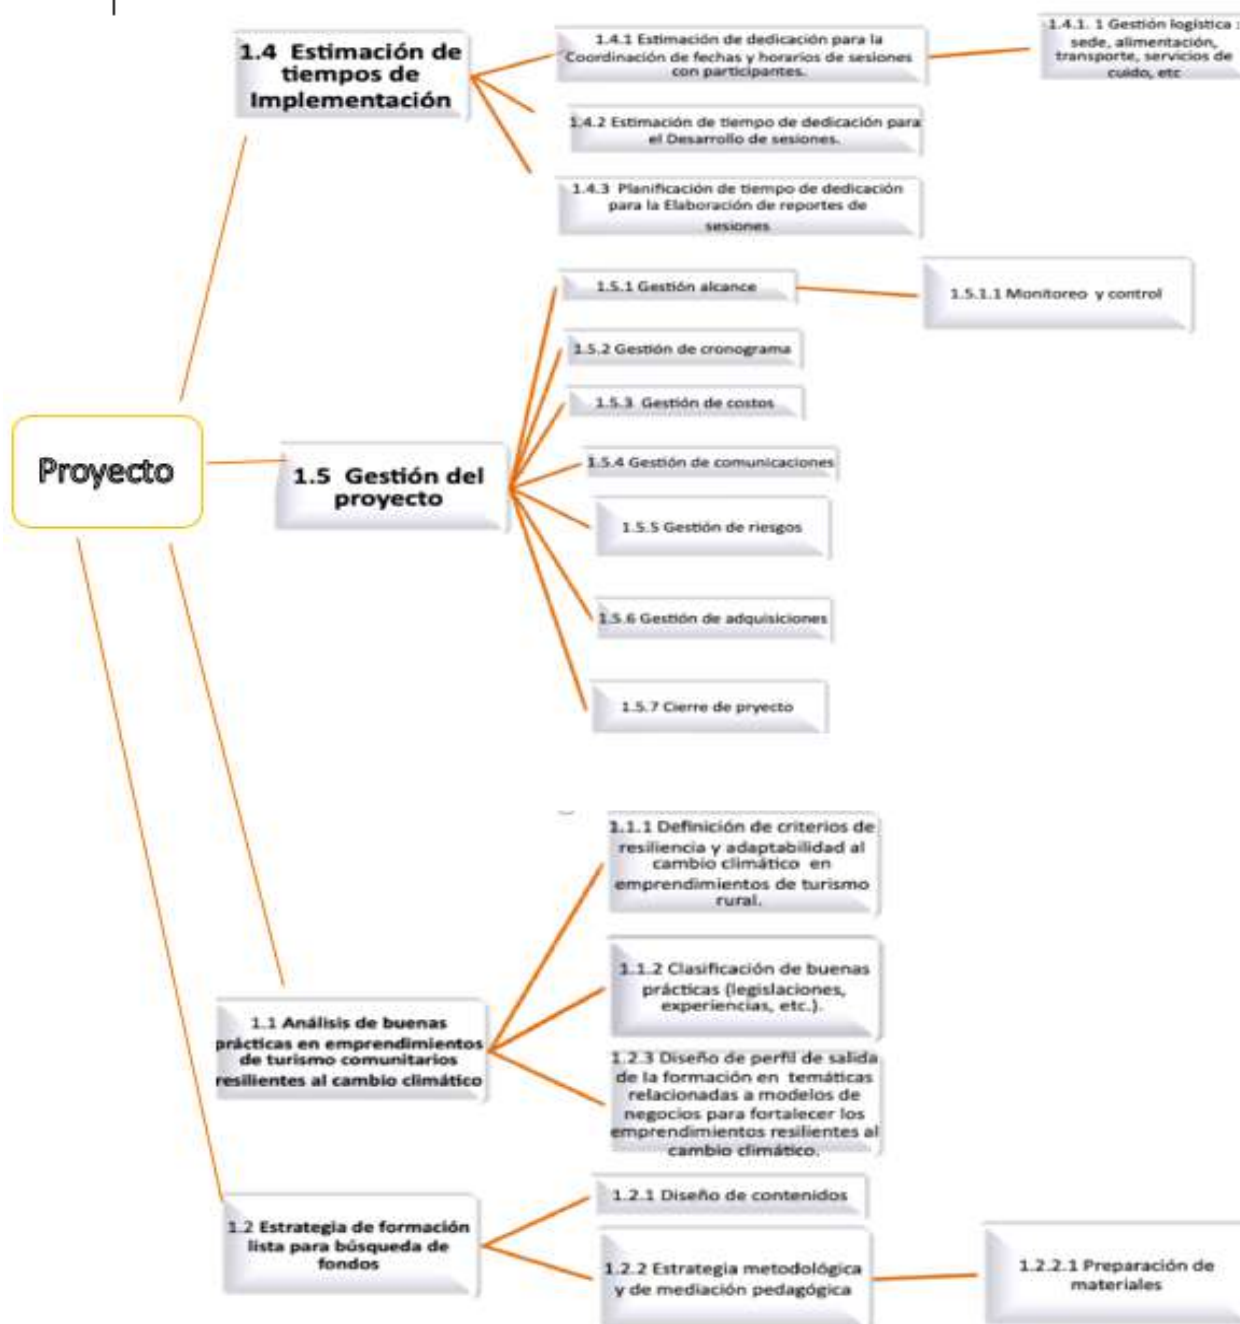 1.4 Estimación de
tiempos de
Implementación
1.4.1 Estimación de dedicación para la
Coordinación de fechas y horarios de sesiones
con participantes.
1.4.1. 1 Gestión logística :
sede, alimentación,
transporte, servicios de
cuido, etc
1.4.2 Estimación de tiempo de dedicación para
el Desarrollo de sesiones.
1.4.3 Planificación de tiempo de dedicación
para la Elaboración de reportes de
sesiones
Proyecto
1.5 Gestión del
proyecto
1.5.1 Gestión alcance
1.5.1.1 Monitoreo y control
1.5.2 Gestión de cronograma
1.5.3 Gestión de costos
1.5.4 Gestión de comunicaciones
1.5.5 Gestión de riesgos
1.5.6 Gestión de adquisiciones
1.5.7 Cierre de pryecto
1.1 Análisis de buenas
prácticas en emprendimientos
de turismo comunitarios
resilientes al cambio climático
1.1.1 Definición de criterios de
resiliencia y adaptabilidad al
cambio climático en
emprendimientos de turismo
rural.
1.1.2 Clasificación de buenas
prácticas (legislaciones,
experiencias, etc.).
1.2.3 Diseño de perfil de salida
de la formación en temáticas
relacionadas a modelos de
negocios para fortalecer los
emprendimientos resilientes al
cambio climático.
1.2 Estrategia de formación
lista para búsqueda de
fondos
1.2.1 Diseño de contenidos
1.2.2 Estrategia metodológica
y de mediación pedagógica
1.2.2.1 Preparación de
materiales